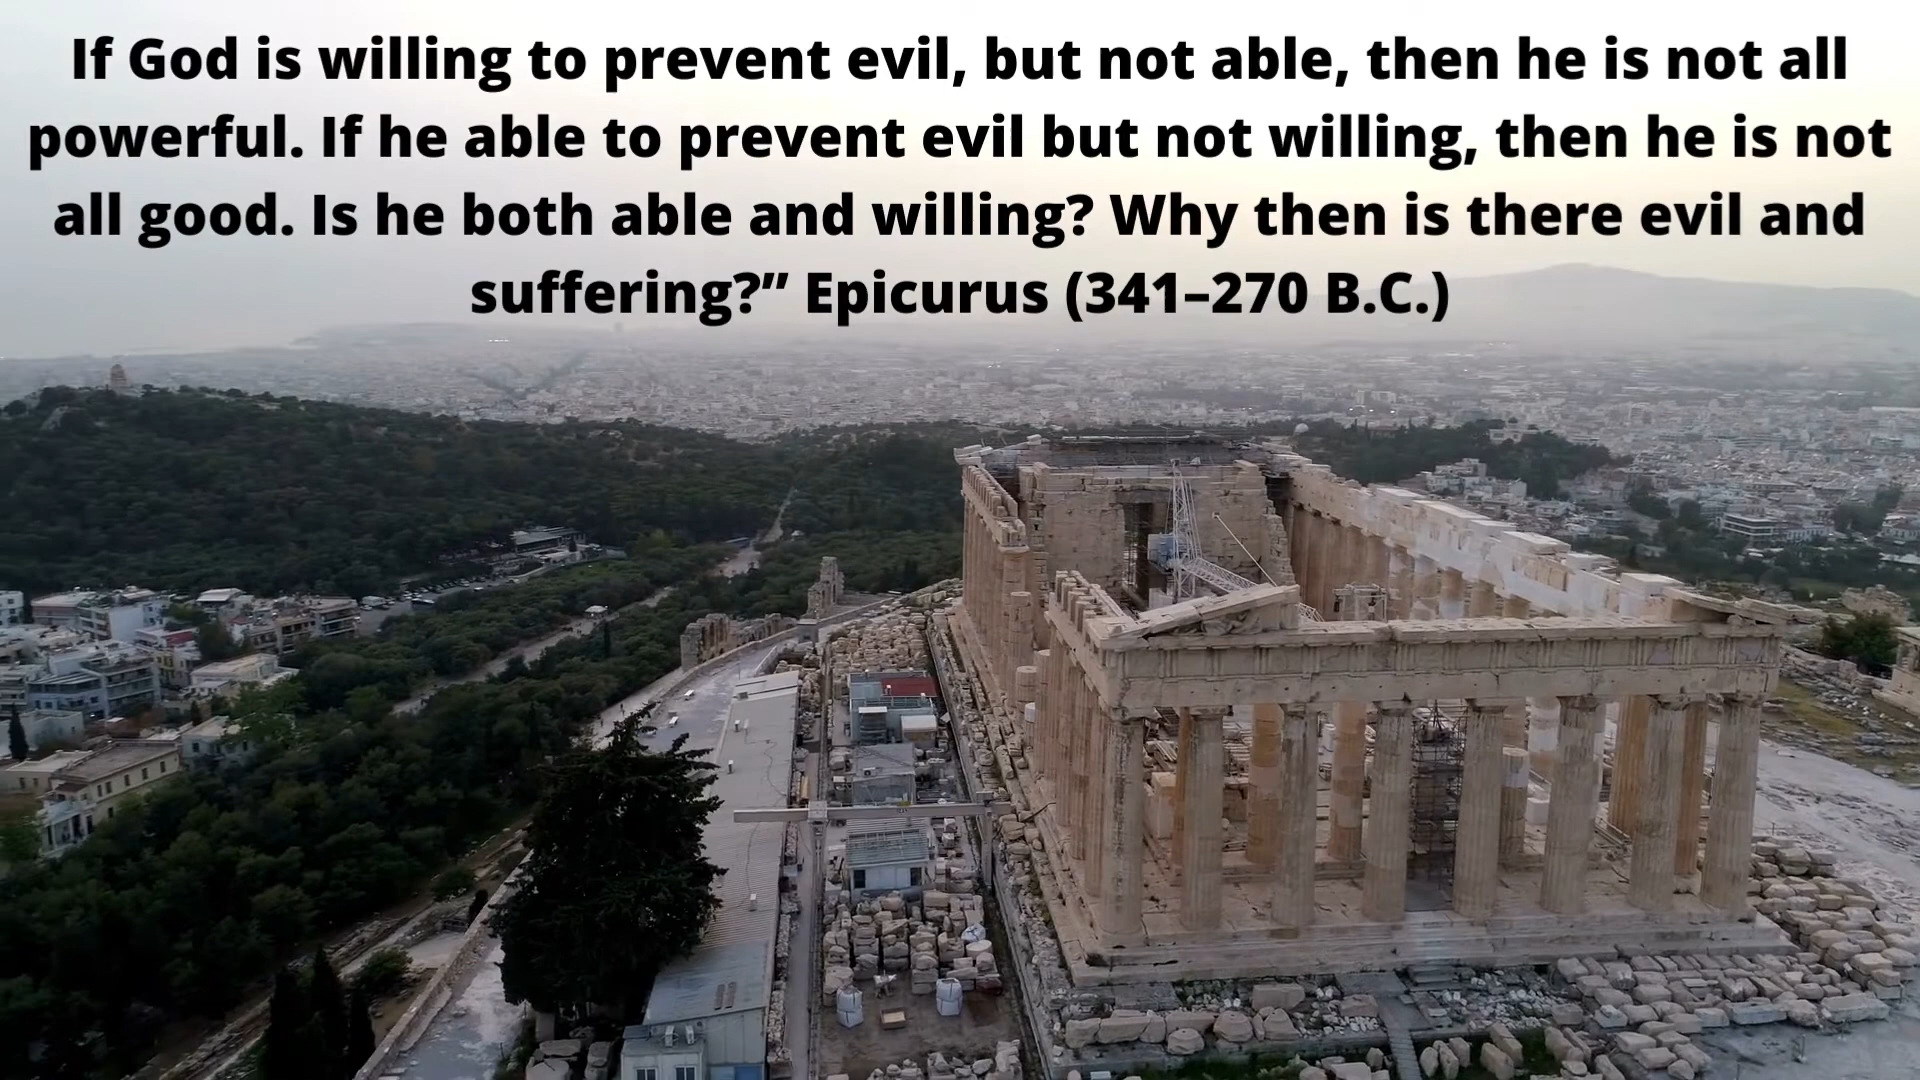 If God is willing to prevent evil, but not able, then he is not all
powerful. If he able to prevent evil but not willing, then he is not
all good. Is he both able and willing? Why then is there evil and
suffering?” Epicurus (341–270 B.C.)